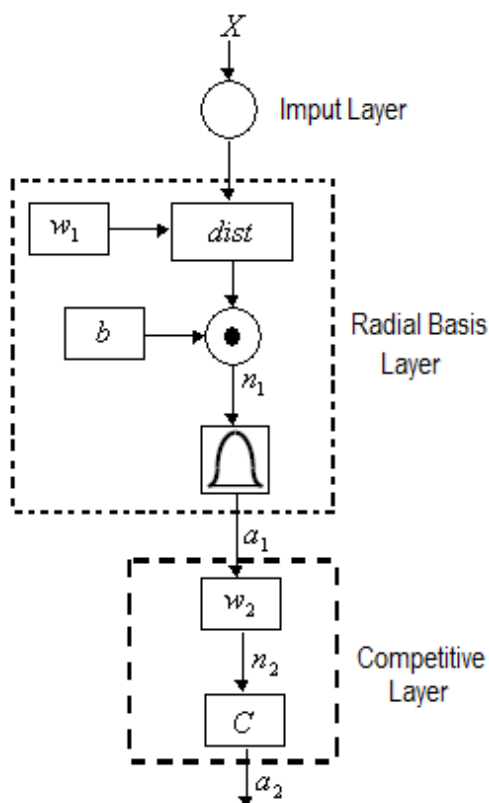 X
Imput Layer
w₁
dist
b
n₁
Radial Basis
Layer
a₁
w₂
n₂
Competitive
Layer
C
a₂